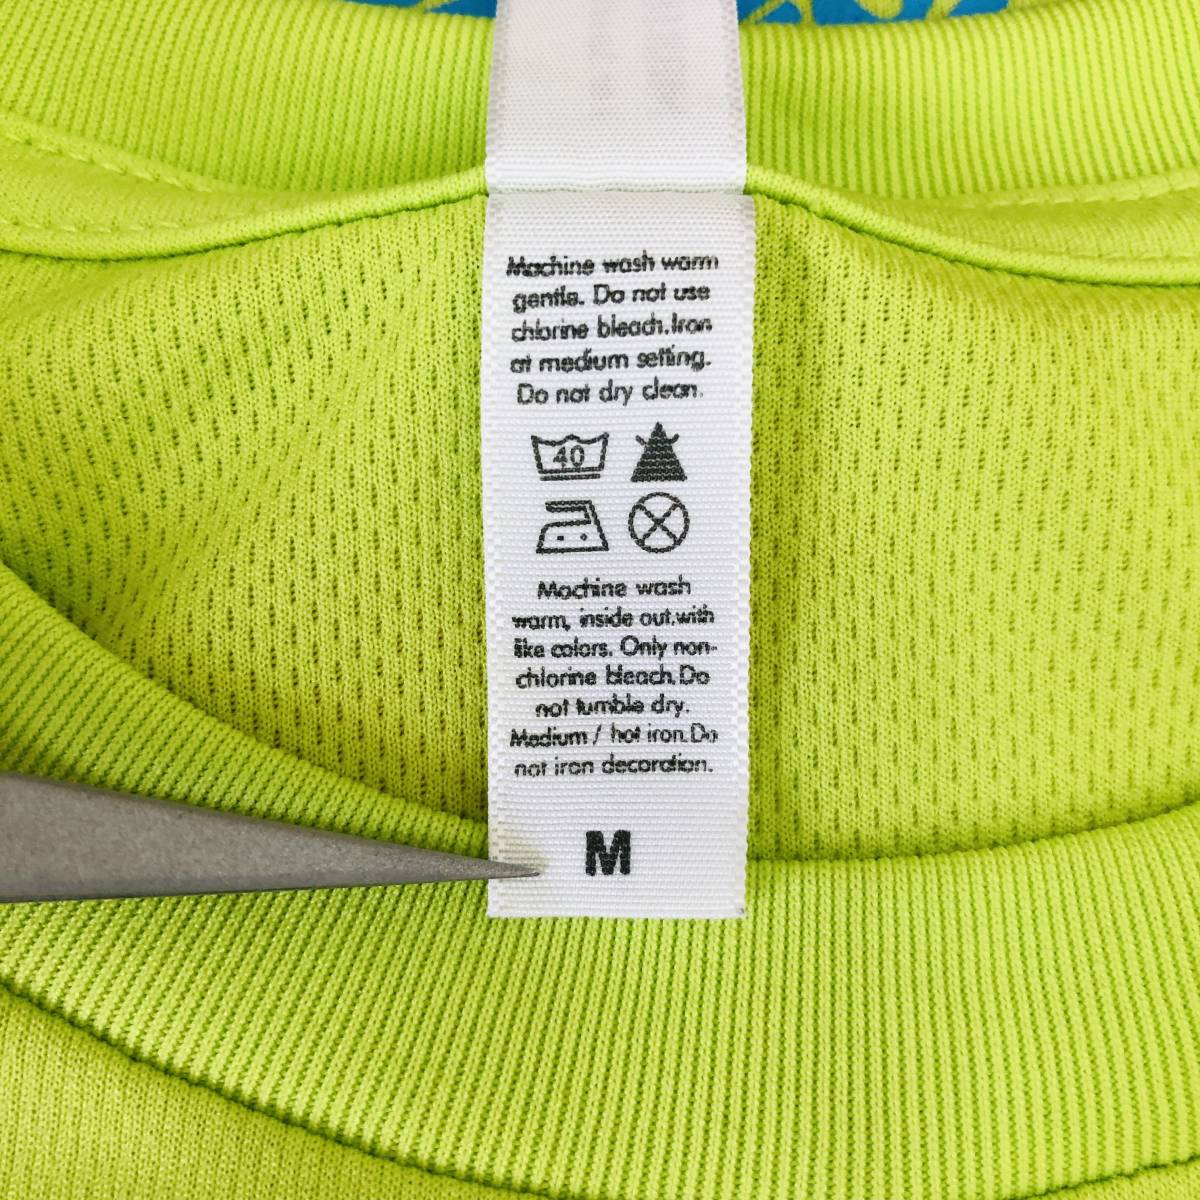 Machine wash warm
gentle. Do not use
chlorine bleach. Iron
at medium setting.
Do not dry clean.
40
Machine wash
warm, inside out, with
like colors. Only non-
chlorine bleach. Do
not tumble dry.
Medium / hot iron. Do
not iron decoration.
M